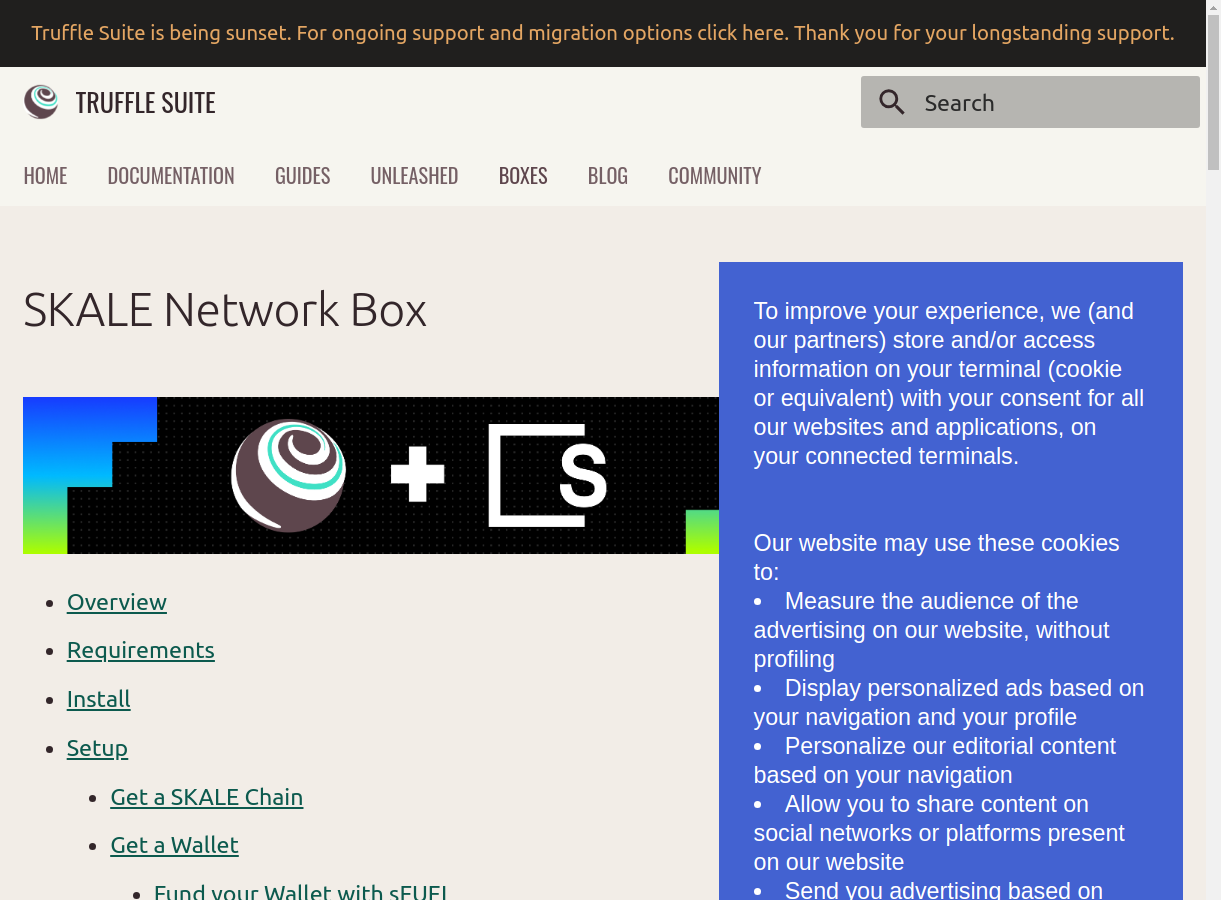 Truffle Suite is being sunset. For ongoing support and migration options click here. Thank you for your longstanding support.
TRUFFLE SUITE
Search
HOME
DOCUMENTATION
GUIDES
UNLEASHED
BOXES
BLOG
COMMUNITY
SKALE Network Box
S
• Overview
• Requirements
• Install
• Setup
• Get a SKALE Chain
• Get a Wallet
• Fund your Wallet with sFUEL
To improve your experience, we (and
our partners) store and/or access
information on your terminal (cookie
or equivalent) with your consent for all
our websites and applications, on
your connected terminals.
Our website may use these cookies
to:
• Measure the audience of the
advertising on our website, without
profiling
• Display personalized ads based on
your navigation and your profile
• Personalize our editorial content
based on your navigation
• Allow you to share content on
social networks or platforms present
on our website
• Send you advertising based on